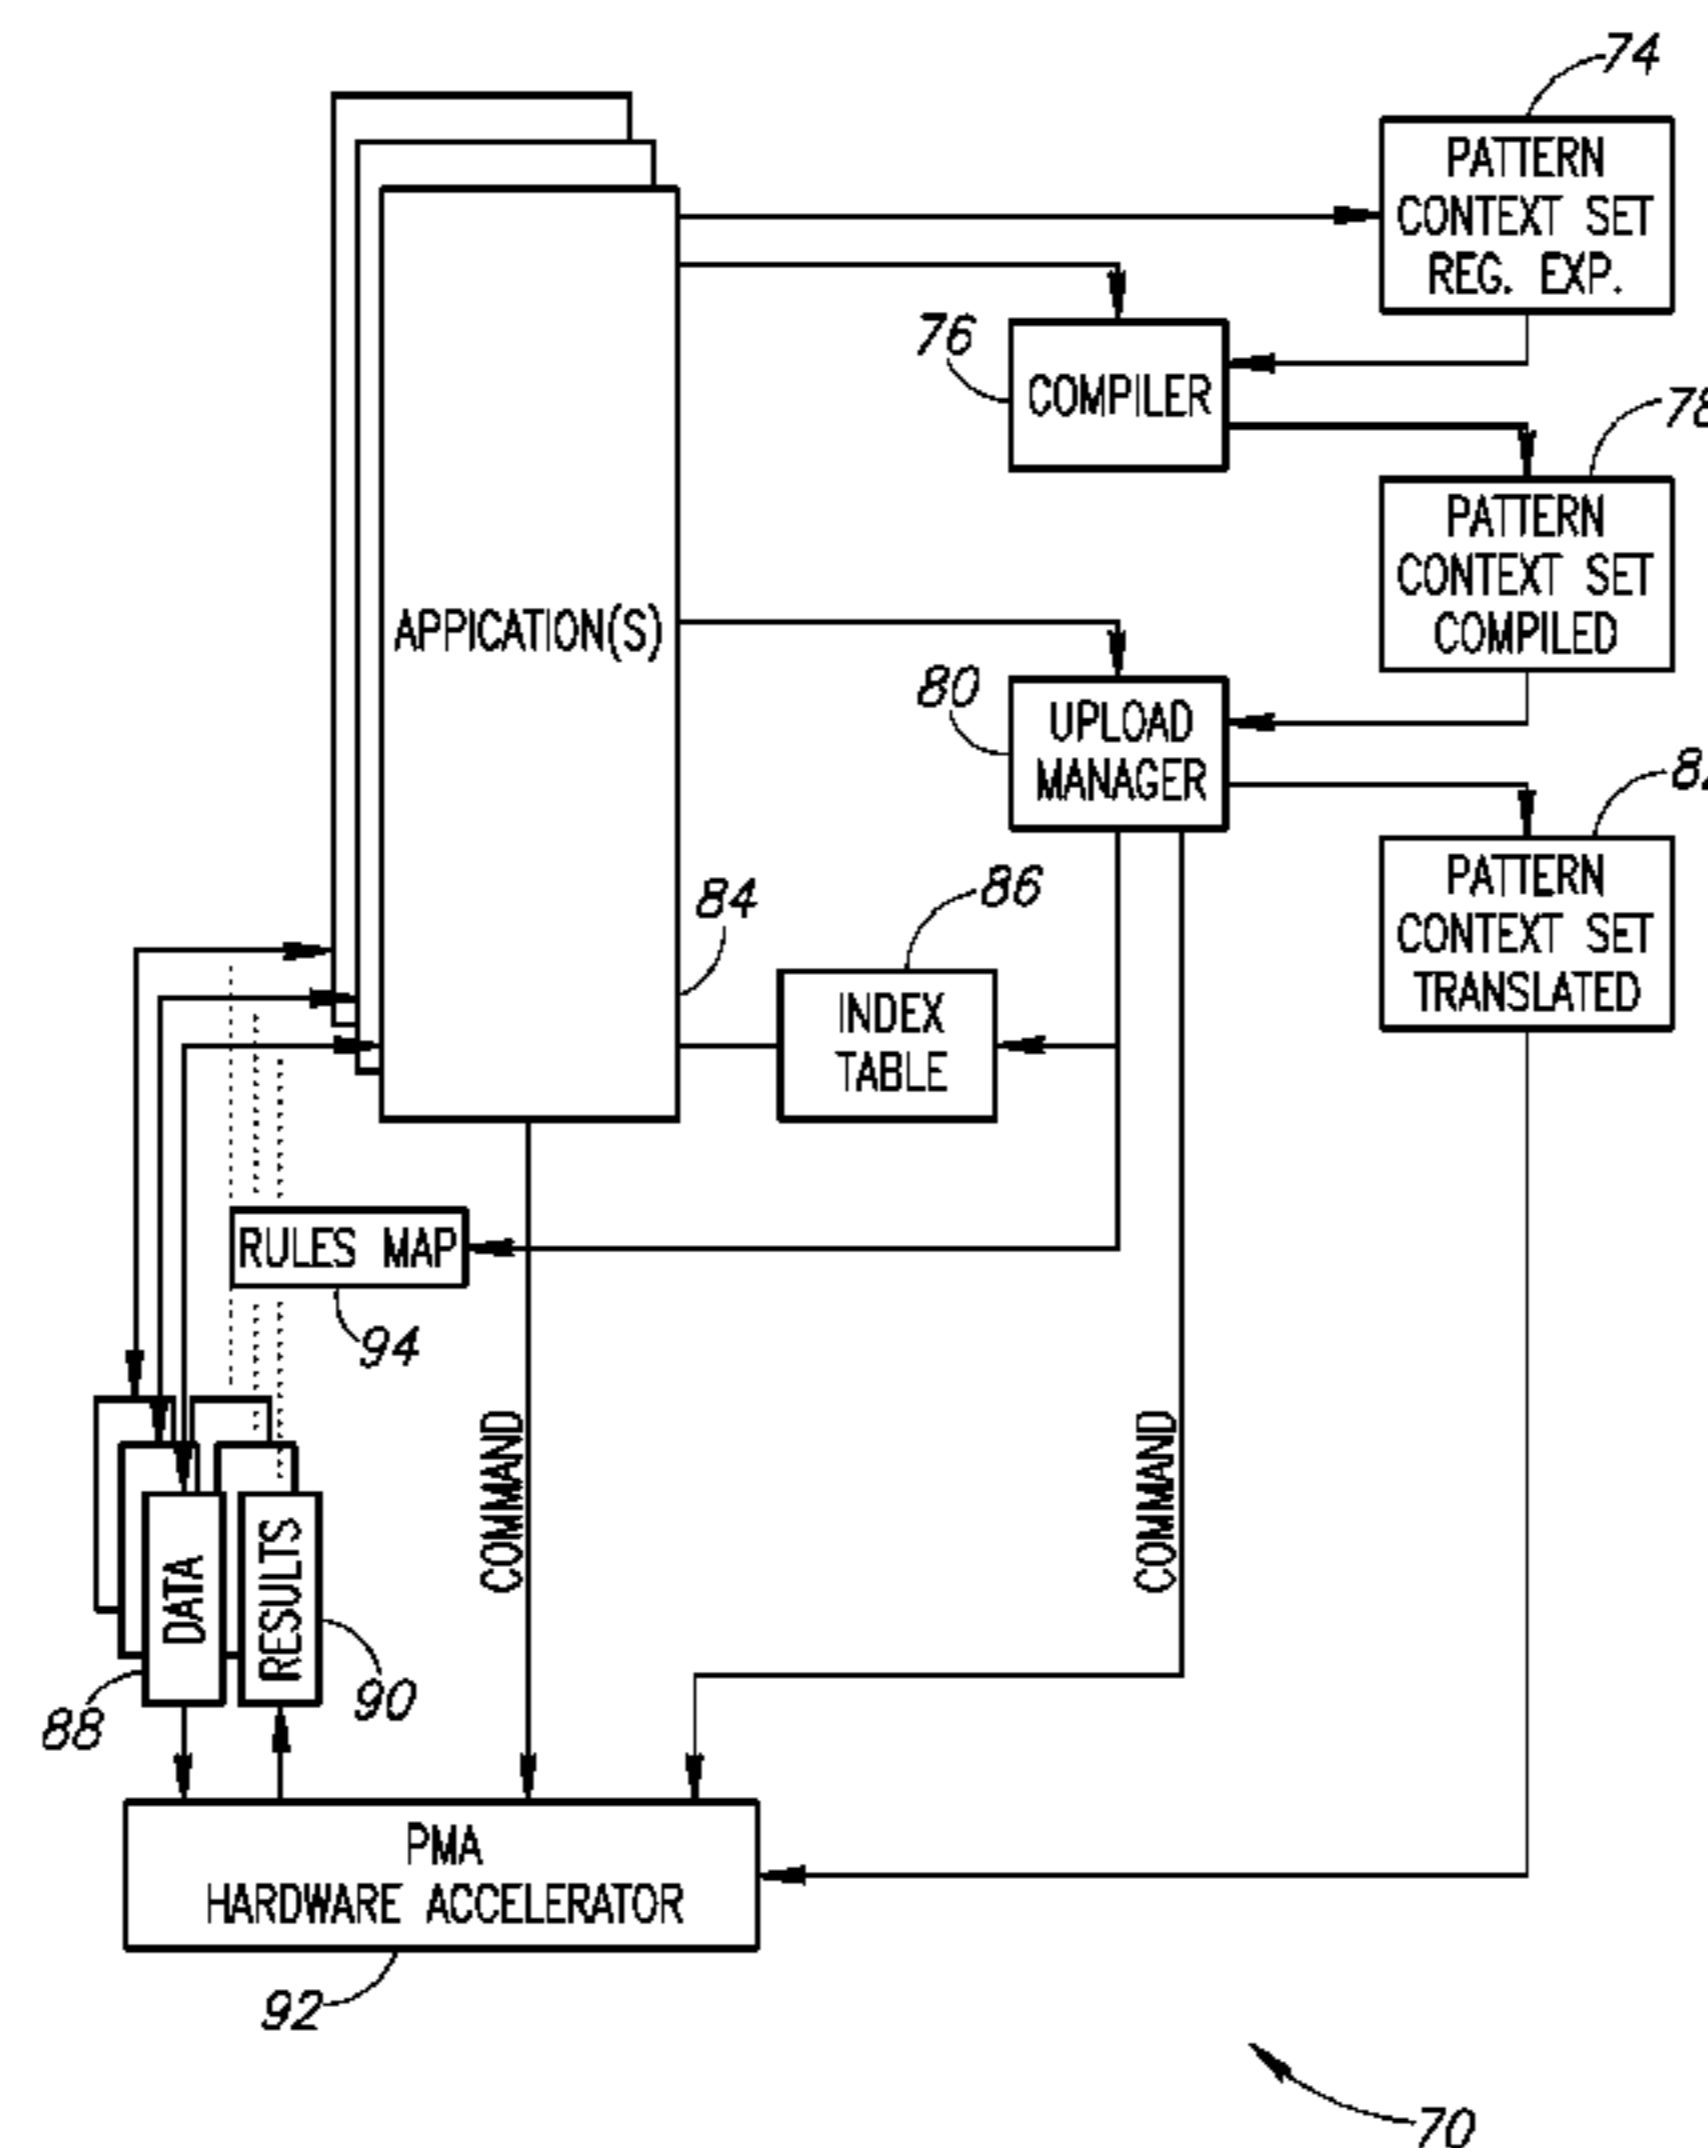 74
PATTERN
CONTEXT SET
REG. EXP.
76
COMPILER
78
PATTERN
CONTEXT SET
COMPILED
APPICATION(S)
80
UPLOAD
MANAGER
PATTERN
CONTEXT SET
TRANSLATED
84
86
INDEX
TABLE
RULES MAP
94
COMMAND
COMMAND
DATA
RESULTS
88
90
PMA
HARDWARE ACCELERATOR
92
70